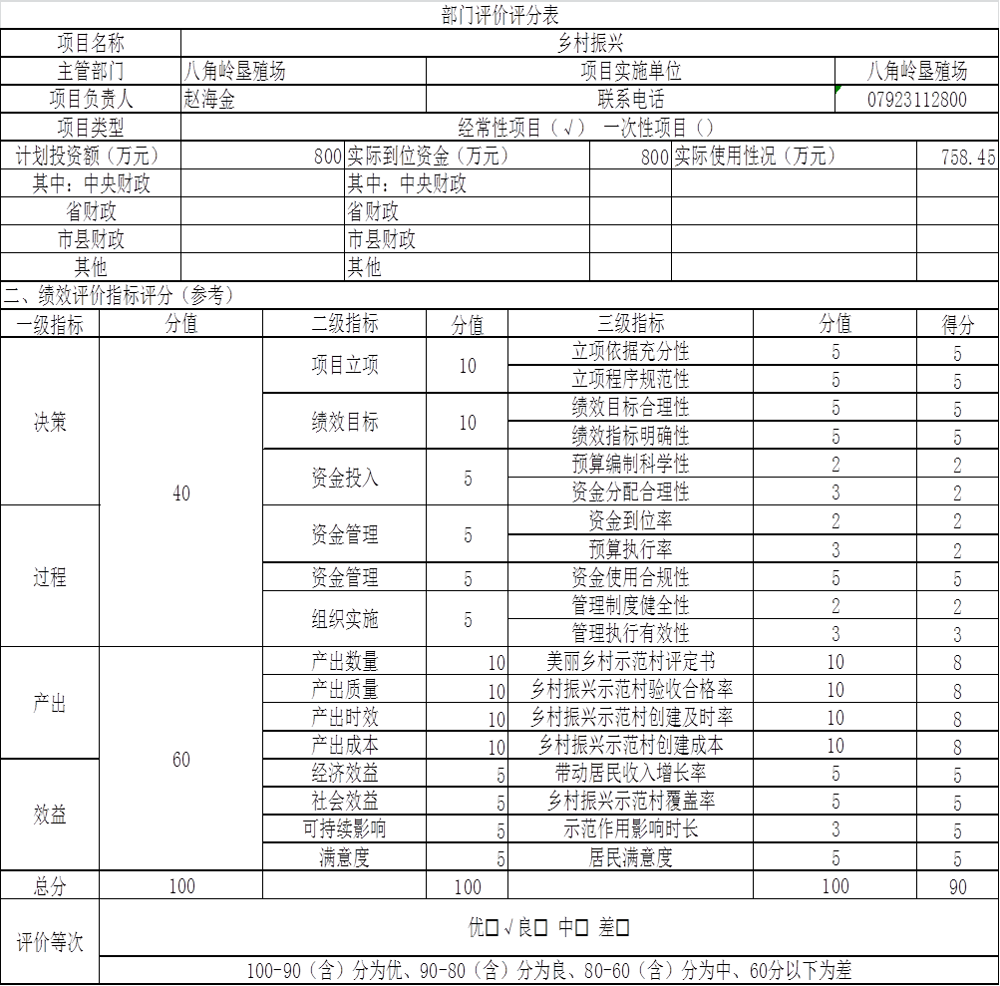 部门评价评分表
项目名称 乡村振兴
主管部门 八角岭垦殖场 项目实施单位 八角岭垦殖场
项目负责人 赵海金 联系电话 07923112800
项目类型 经常性项目（√） 一次性项目（）
计划投资额（万元） 800 实际到位资金（万元） 800 实际使用性况（万元） 758.45
其中：中央财政 其中：中央财政
省财政 省财政
市县财政 市县财政
其他 其他
二、绩效评价指标评分（参考）
一级指标 分值 二级指标 分值 三级指标 分值 得分
决策 40 项目立项 10 立项依据充分性 5 5
立项程序规范性 5 5
绩效目标 10 绩效目标合理性 5 5
绩效指标明确性 5 5
资金投入 5 预算编制科学性 2 2
资金分配合理性 3 2
过程 资金管理 5 资金到位率 2 2
预算执行率 3 2
资金管理 5 资金使用合规性 5 5
组织实施 5 管理制度健全性 2 2
管理执行有效性 3 3
产出 60 产出数量 10 美丽乡村示范村评定书 10 8
产出质量 10 乡村振兴示范村验收合格率 10 8
产出时效 10 乡村振兴示范村创建及时率 10 8
产出成本 10 乡村振兴示范村创建成本 10 8
效益 经济效益 5 带动居民收入增长率 5 5
社会效益 5 乡村振兴示范村覆盖率 5 5
可持续影响 5 示范作用影响时长 3 5
满意度 5 居民满意度 5 5
总分 100 100 100 90
评价等次 优□√良□ 中□ 差□
100-90（含）分为优、90-80（含）分为良、80-60（含）分为中、60分以下为差